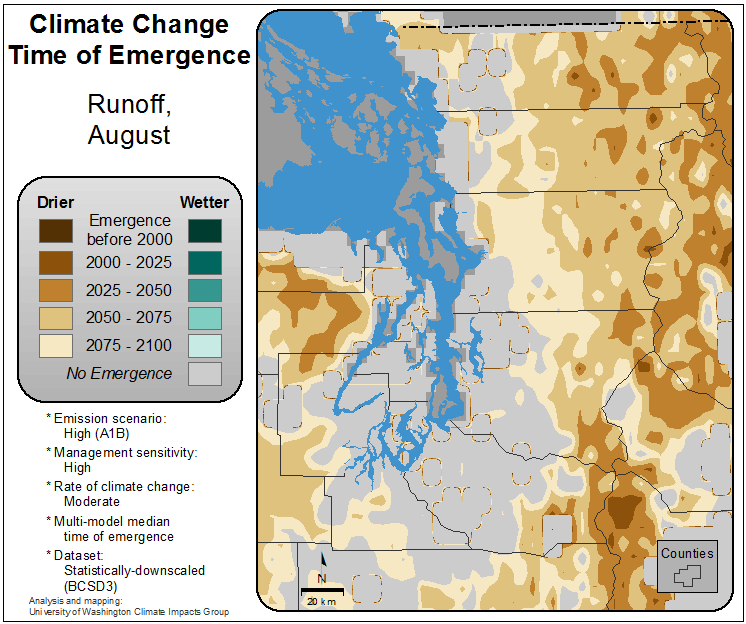 Climate Change
Time of Emergence
Runoff,
August
Drier Wetter
Emergence
before 2000
2000 - 2025
2025 - 2050
2050 - 2075
2075 - 2100
No Emergence
* Emission scenario:
High (A1B)
* Management sensitivity:
High
* Rate of climate change:
Moderate
* Multi-model median
time of emergence
* Dataset:
Statistically-downscaled
(BCSD3)
Analysis and mapping:
University of Washington Climate Impacts Group
N
20 km
Counties